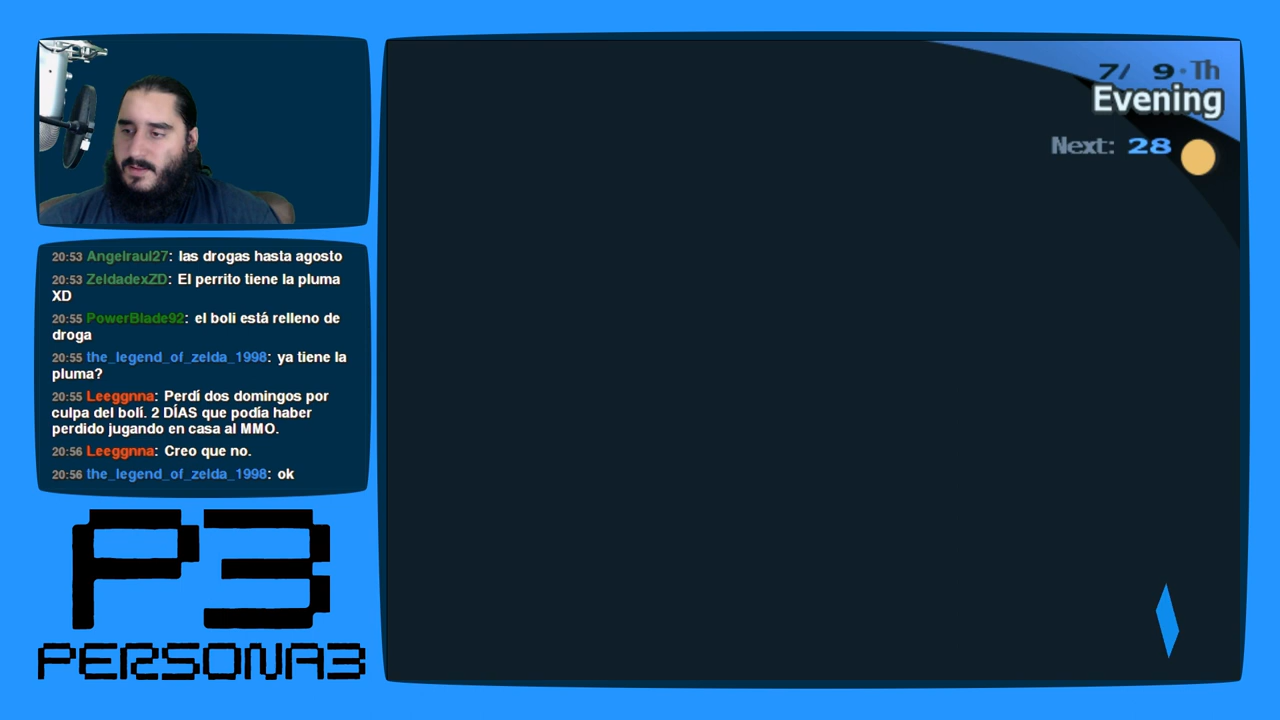 7/ 9・Th
Evening
Next: 28
20:53 Angelraul27: las drogas hasta agosto
20:53 ZeldadexZD: El perrito tiene la pluma
XD
20:55 PowerBlade92: el boli está relleno de
droga
20:55 the_legend_of_zelda_1998: ya tiene la
pluma?
20:55 Leeggnna: Perdí dos domingos por
culpa del bolí. 2 DÍAS que podía haber
perdido jugando en casa al MMO.
20:56 Leeggnna: Creo que no.
20:56 the_legend_of_zelda_1998: ok
P3
PERSONA3